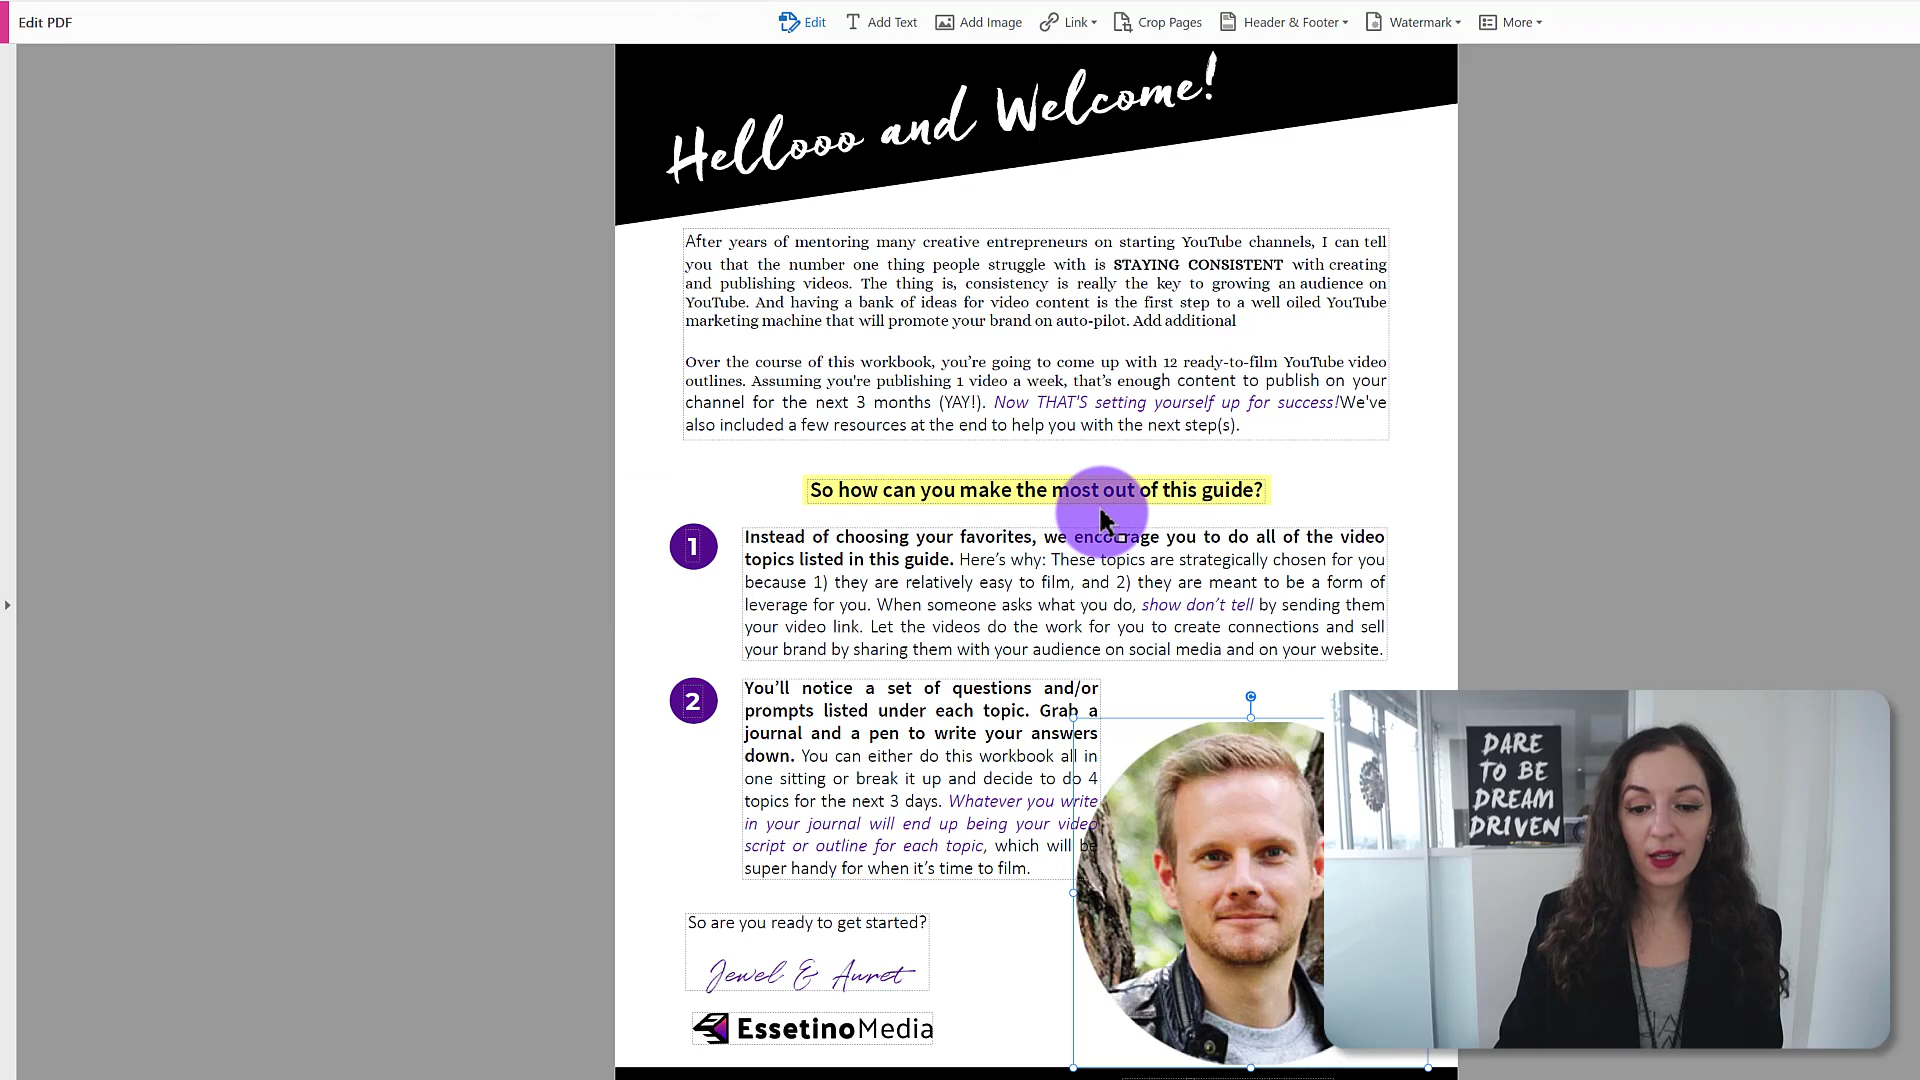 Edit PDF
Edit Add Text Add Image Link Crop Pages Header & Footer Watermark More
Hellooo and Welcome!
After years of mentoring many creative entrepreneurs on starting YouTube channels, I can tell
you that the number one thing people struggle with is STAYING CONSISTENT with creating
and publishing videos. The thing is, consistency is really the key to growing an audience on
YouTube. And having a bank of ideas for video content is the first step to a well oiled YouTube
marketing machine that will promote your brand on auto-pilot. Add additional
Over the course of this workbook, you’re going to come up with 12 ready-to-film YouTube video
outlines. Assuming you're publishing 1 video a week, that’s enough content to publish on your
channel for the next 3 months (YAY!). Now THAT'S setting yourself up for success!We've
also included a few resources at the end to help you with the next step(s).
So how can you make the most out of this guide?
1
Instead of choosing your favorites, we encourage you to do all of the video
topics listed in this guide. Here’s why: These topics are strategically chosen for you
because 1) they are relatively easy to film, and 2) they are meant to be a form of
leverage for you. When someone asks what you do, show don’t tell by sending them
your video link. Let the videos do the work for you to create connections and sell
your brand by sharing them with your audience on social media and on your website.
2
You’ll notice a set of questions and/or
prompts listed under each topic. Grab a
journal and a pen to write your answers
down. You can either do this workbook all in
one sitting or break it up and decide to do 4
topics for the next 3 days. Whatever you write
in your journal will end up being your video
script or outline for each topic, which will be
super handy for when it’s time to film.
So are you ready to get started?
Jewel & Auret
EssetinoMedia
DARE
TO BE
DREAM
DRIVEN